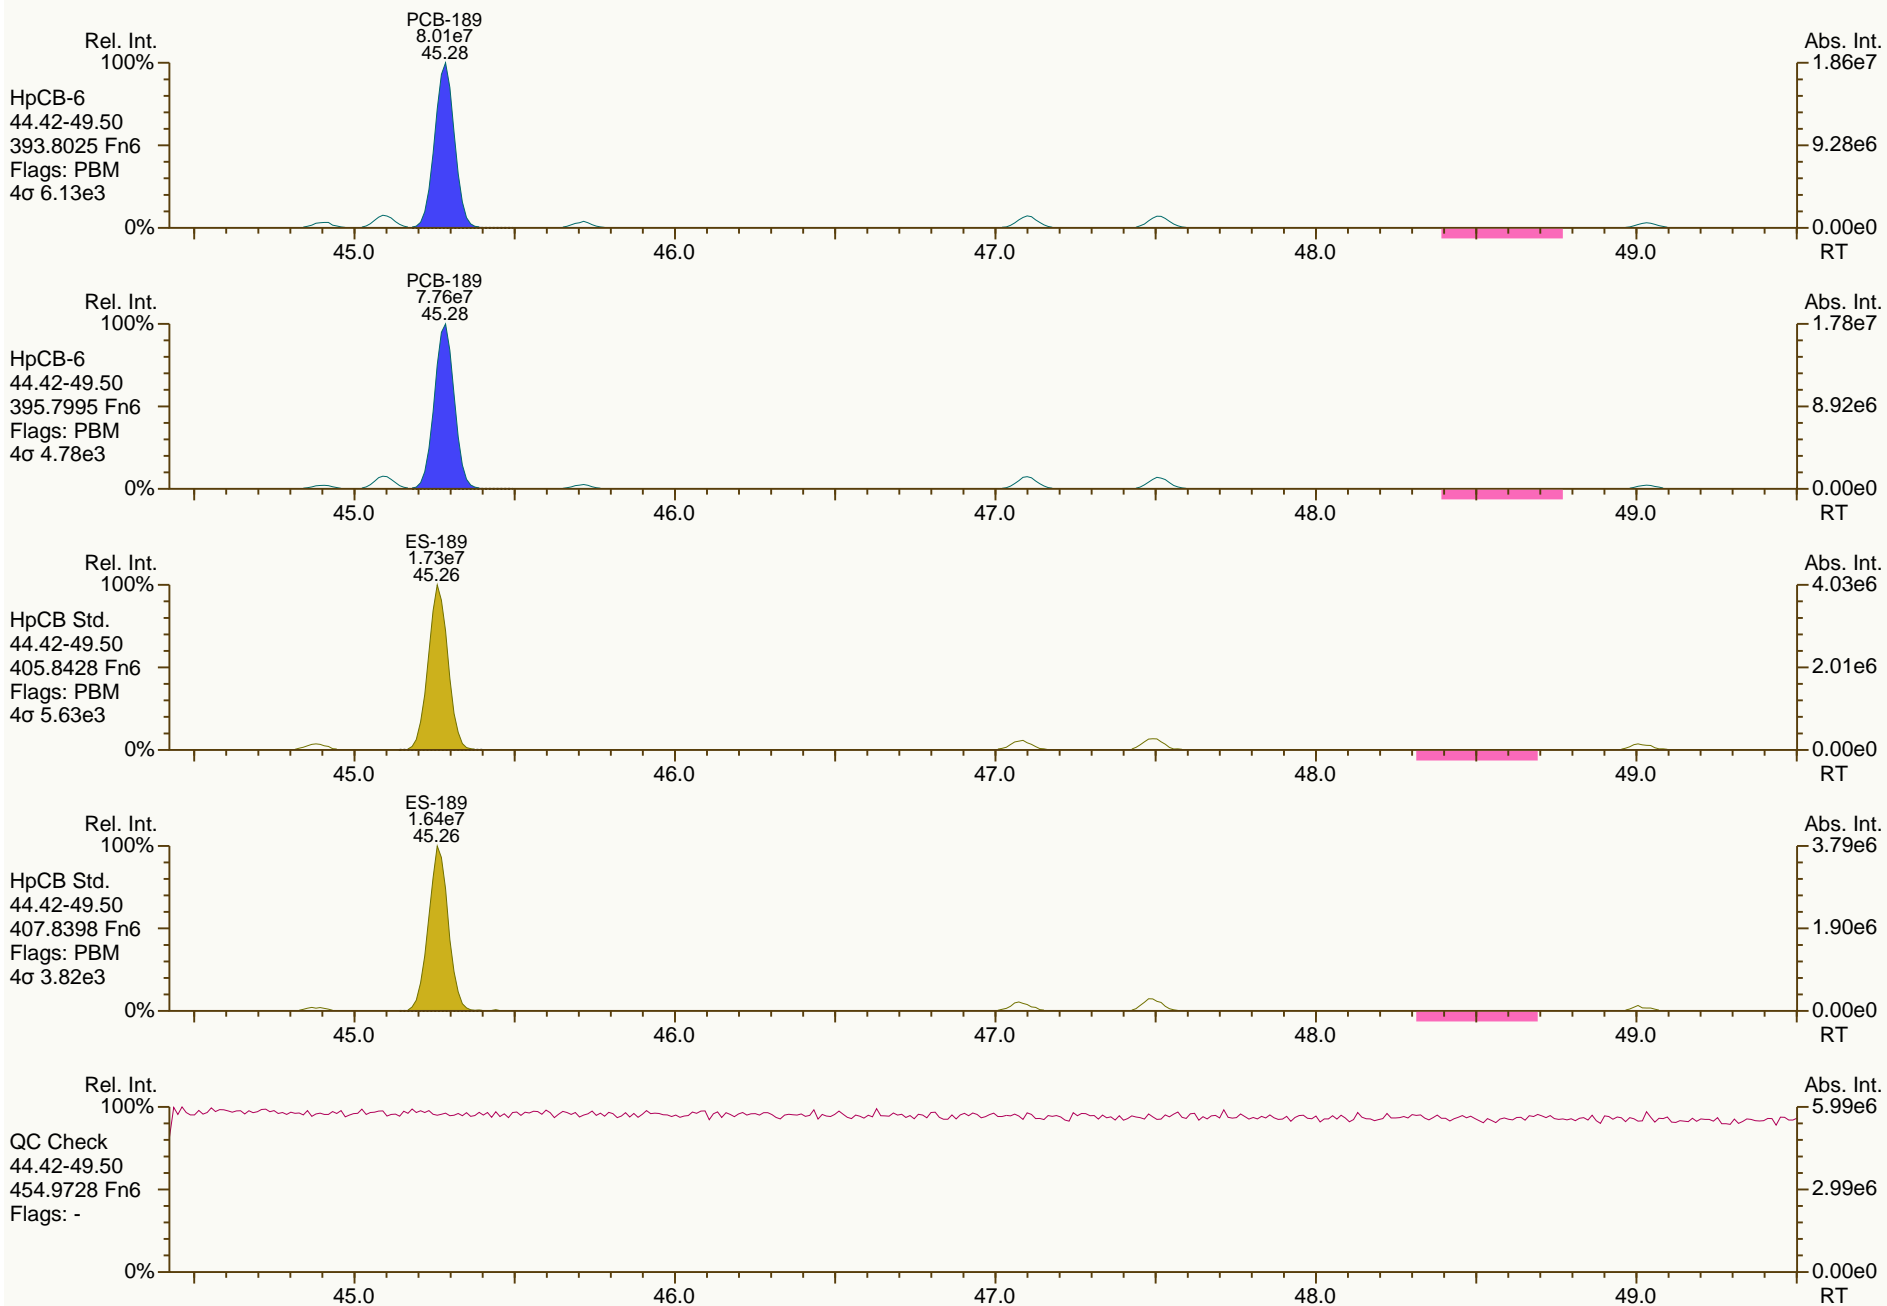 PCB-189
8.01e7
45.28
Rel. Int.
Abs. Int.
100%
1.86e7
HpCB-6
44.42-49.50
393.8025 Fn6
9.28e6
Flags: PBM
4σ 6.13e3
0%
0.00e0
45.0 46.0 47.0 48.0 49.0 RT
PCB-189
7.76e7
45.28
Rel. Int.
Abs. Int.
100%
1.78e7
HpCB-6
44.42-49.50
395.7995 Fn6
8.92e6
Flags: PBM
4σ 4.78e3
0%
0.00e0
45.0 46.0 47.0 48.0 49.0 RT
ES-189
1.73e7
45.26
Rel. Int.
Abs. Int.
100%
4.03e6
HpCB Std.
44.42-49.50
405.8428 Fn6
2.01e6
Flags: PBM
4σ 5.63e3
0%
0.00e0
45.0 46.0 47.0 48.0 49.0 RT
ES-189
1.64e7
45.26
Rel. Int.
Abs. Int.
100%
3.79e6
HpCB Std.
44.42-49.50
407.8398 Fn6
1.90e6
Flags: PBM
4σ 3.82e3
0%
0.00e0
45.0 46.0 47.0 48.0 49.0 RT
Rel. Int.
Abs. Int.
100%
5.99e6
QC Check
44.42-49.50
454.9728 Fn6
2.99e6
Flags: -
0%
0.00e0
45.0 46.0 47.0 48.0 49.0 RT